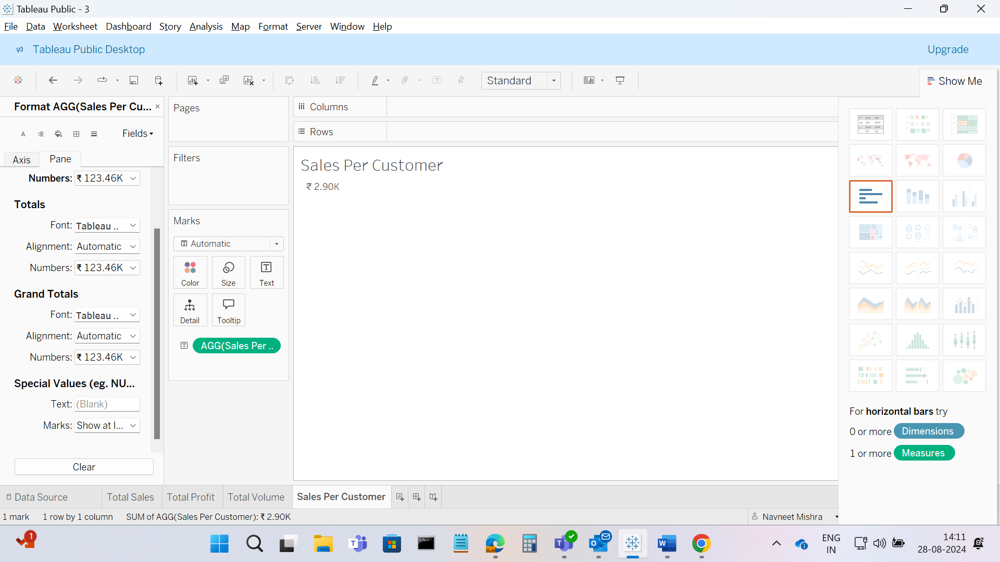 Tableau Public - 3
File Data Worksheet Dashboard Story Analysis Map Format Server Window Help
Tableau Public Desktop
Upgrade
Standard
Show Me
Format AGG(Sales Per Cu...
Fields
Axis
Pane
Numbers: ₹ 123.46K
Totals
Font: Tableau ..
Alignment: Automatic
Numbers: ₹ 123.46K
Grand Totals
Font: Tableau ..
Alignment: Automatic
Numbers: ₹ 123.46K
Special Values (eg. NU...
Text: (Blank)
Marks: Show at I...
Clear
Pages
Filters
Marks
Automatic
Color
Size
Text
Detail
Tooltip
AGG(Sales Per ..
Columns
Rows
Sales Per Customer
₹ 2.90K
For horizontal bars try
0 or more Dimensions
1 or more Measures
Data Source
Total Sales
Total Profit
Total Volume
Sales Per Customer
1 mark
1 row by 1 column
SUM of AGG(Sales Per Customer): ₹ 2.90K
Navneet Mishra
1
ENG
IN
14:11
28-08-2024